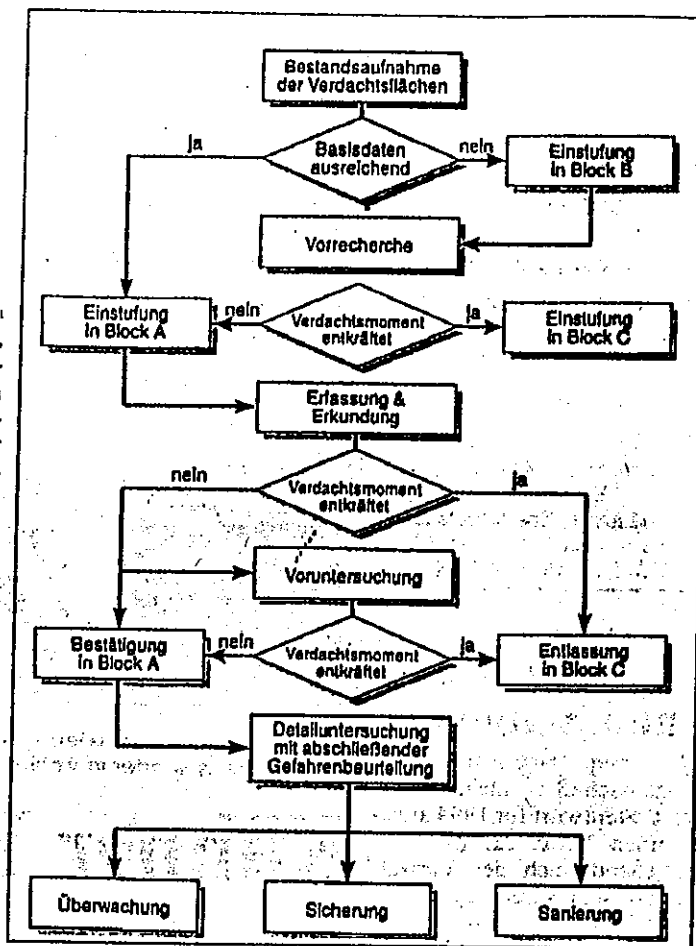 Bestandsaufnahme
der Verdachtsflächen
ja
Basisdaten
ausreichend
nein
Einstufung
in Block B
Vorrecherche
Einstufung
in Block A
nein
Verdachtsmoment
entkräftet
ja
Einstufung
in Block C
Erfassung &
Erkundung
nein
Verdachtsmoment
entkräftet
ja
Voruntersuchung
Bestätigung
in Block A
nein
Verdachtsmoment
entkräftet
ja
Entlassung
in Block C
Detailuntersuchung
mit abschließender
Gefahrenbeurteilung
Überwachung
Sicherung
Sanierung